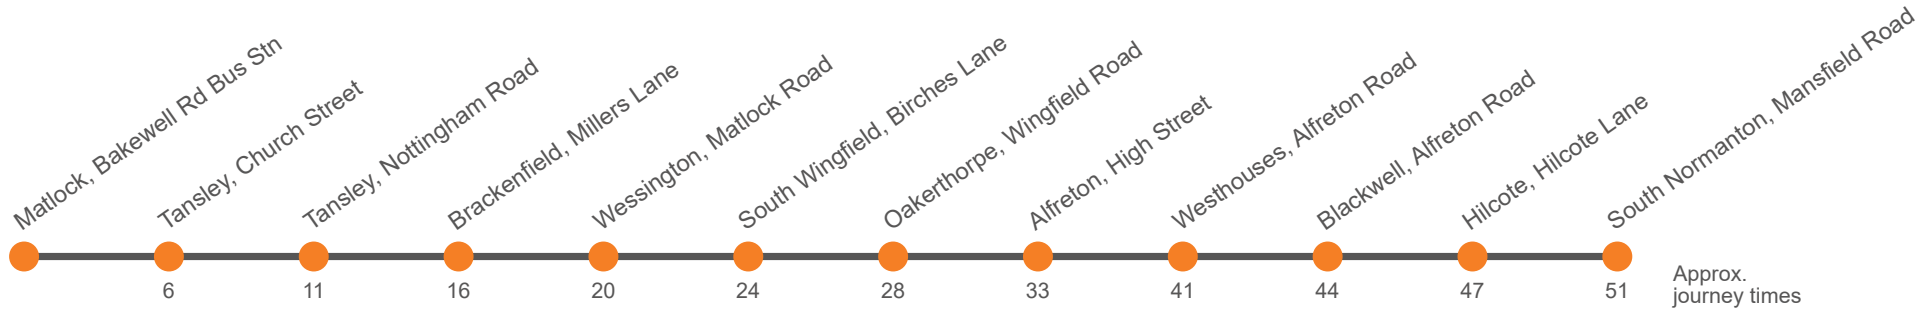 Matlock, Bakewell Rd Bus Stn
Tansley, Church Street
Tansley, Nottingham Road
Brackenfield, Millers Lane
Wessington, Matlock Road
South Wingfield, Birches Lane
Oakerthorpe, Wingfield Road
Alfreton, High Street
Westhouses, Alfreton Road
Blackwell, Alfreton Road
Hilcote, Hilcote Lane
South Normanton, Mansfield Road
6
11
16
20
24
28
33
41
44
47
51
Approx.
journey times